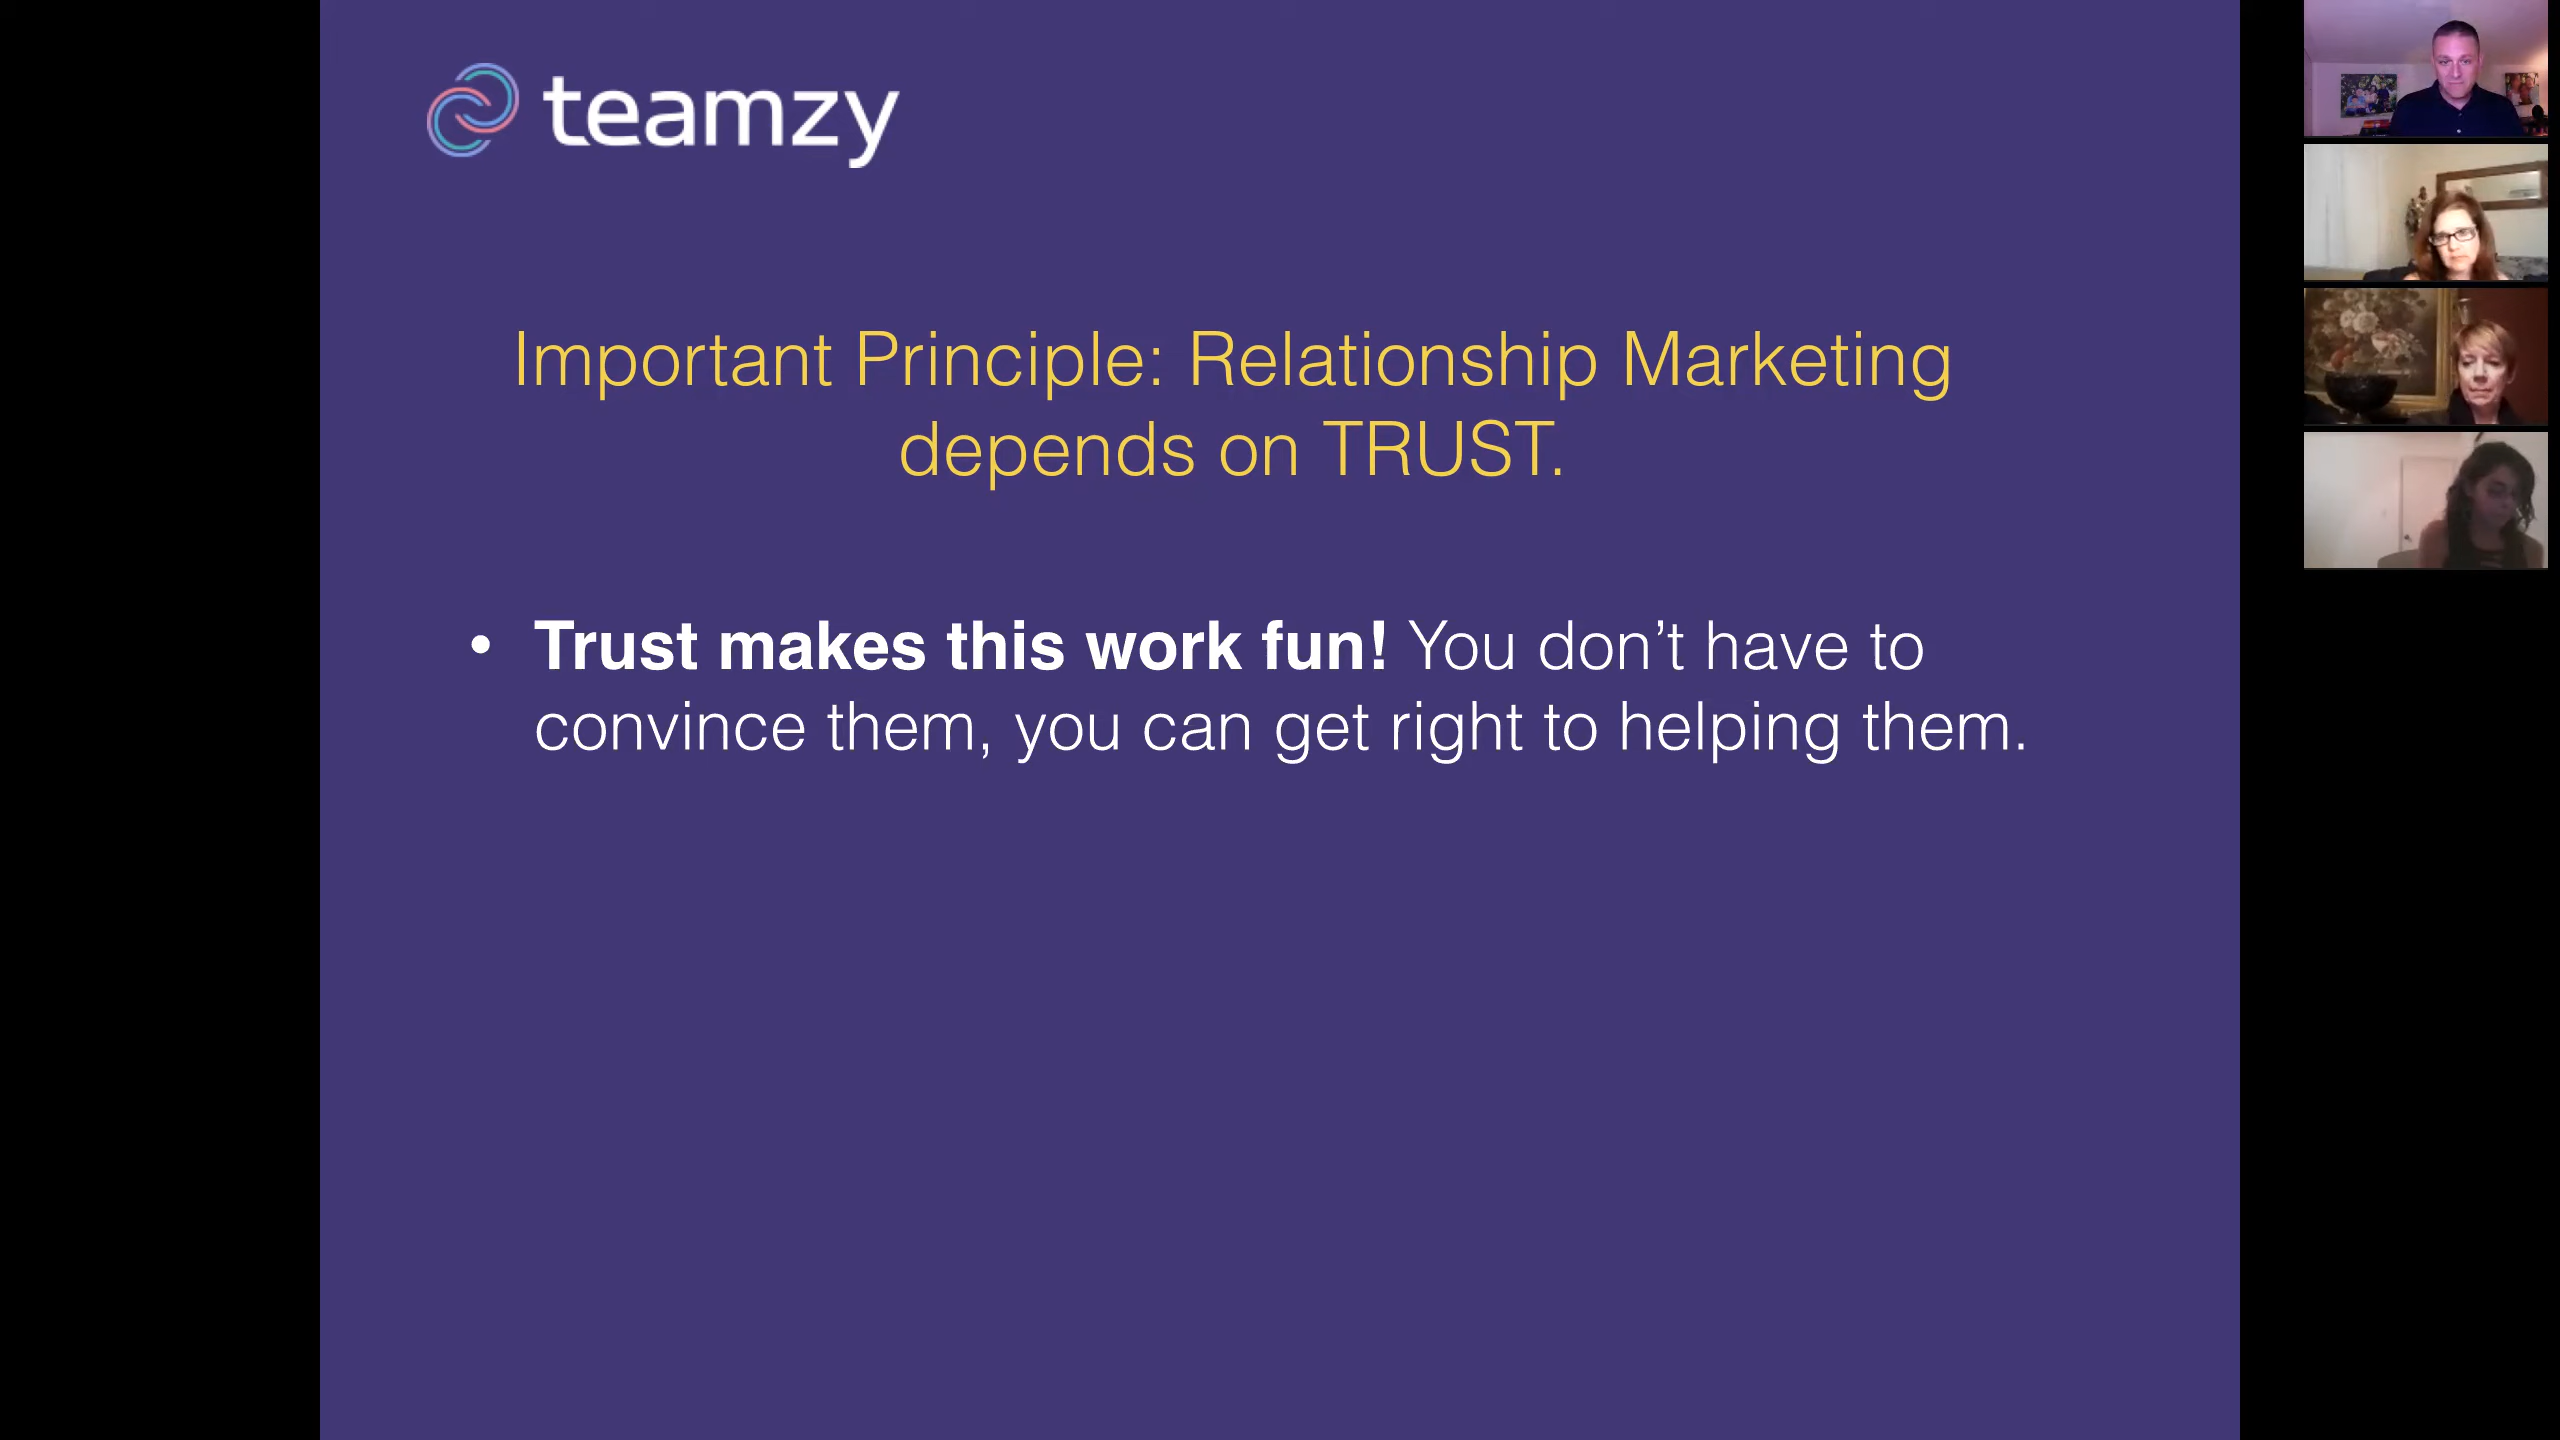 teamzy
Important Principle: Relationship Marketing
depends on TRUST.
• Trust makes this work fun! You don’t have to
convince them, you can get right to helping them.